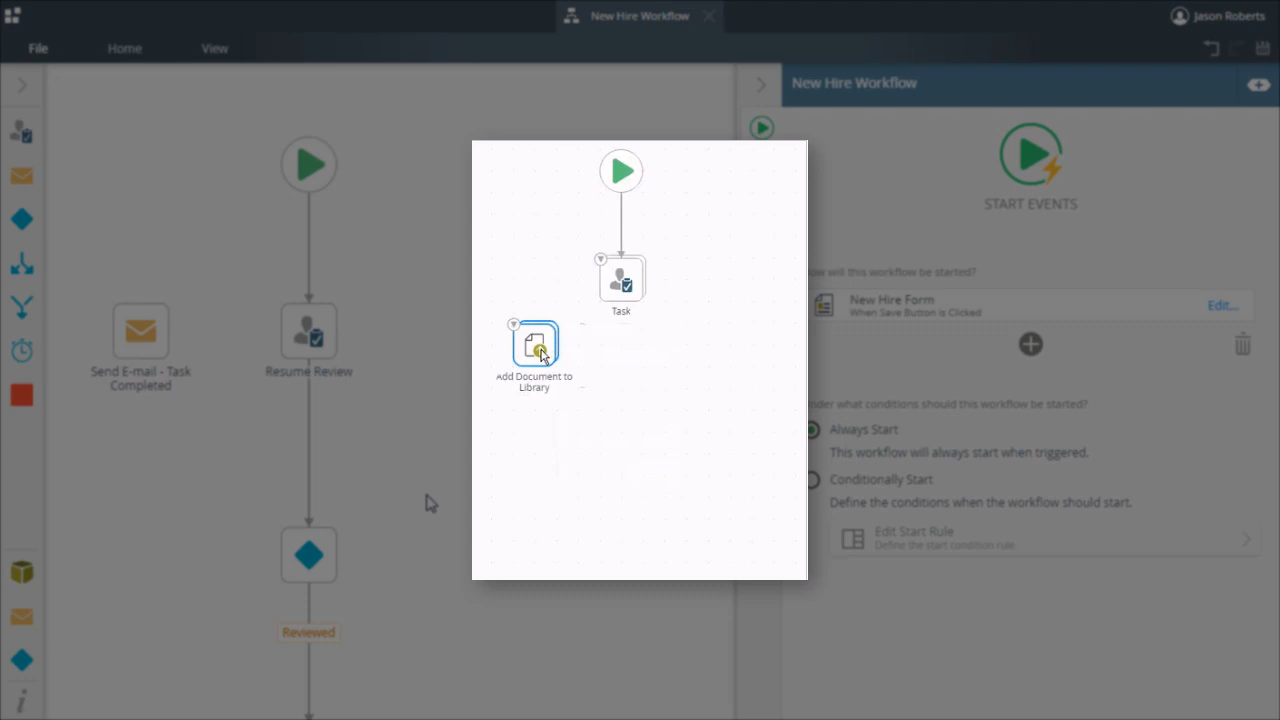 New Hire Workflow
Jason Roberts
File
Home
View
New Hire Workflow
START EVENTS
How will this workflow be started?
New Hire Form
When Save Button is Clicked
Edit...
Task
Add Document to
Library
Send E-mail - Task
Completed
Resume Review
Under what conditions should this workflow be started?
Always Start
This workflow will always start when triggered.
Conditionally Start
Define the conditions when the workflow should start.
Edit Start Rule
Define the start condition rule
Reviewed